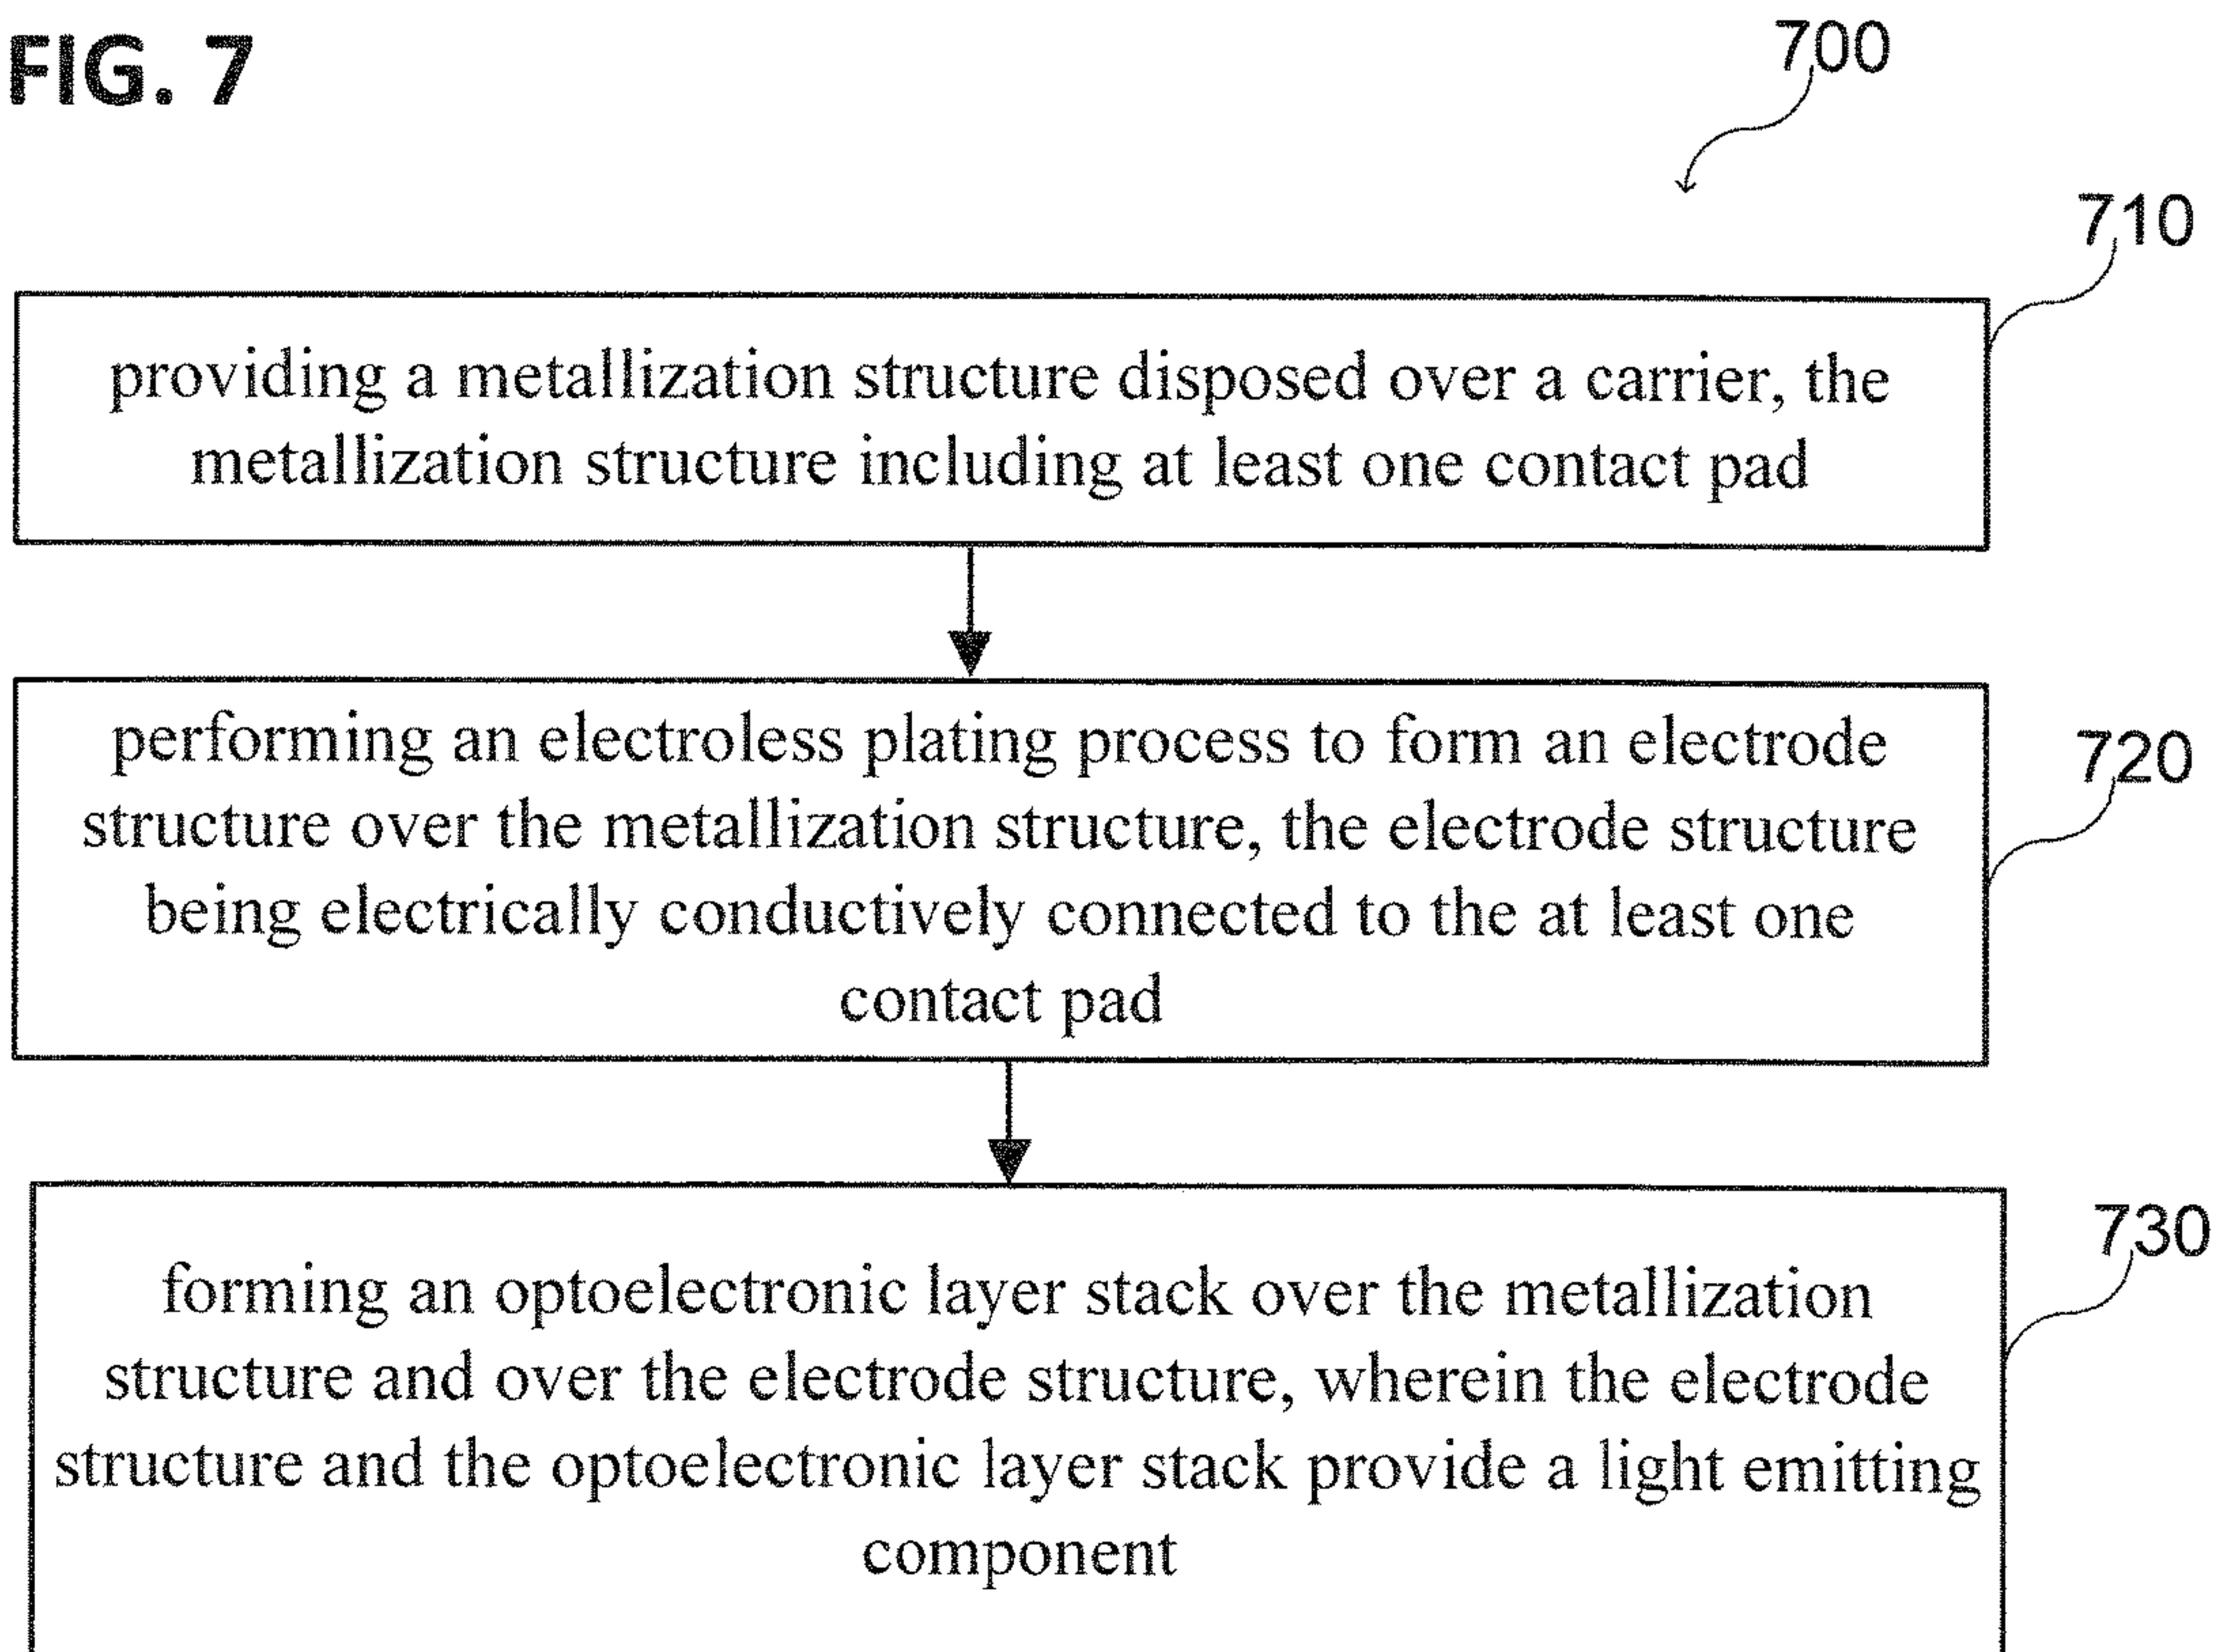 FIG. 7
700
710
providing a metallization structure disposed over a carrier, the
metallization structure including at least one contact pad
720
performing an electroless plating process to form an electrode
structure over the metallization structure, the electrode structure
being electrically conductively connected to the at least one
contact pad
730
forming an optoelectronic layer stack over the metallization
structure and over the electrode structure, wherein the electrode
structure and the optoelectronic layer stack provide a light emitting
component